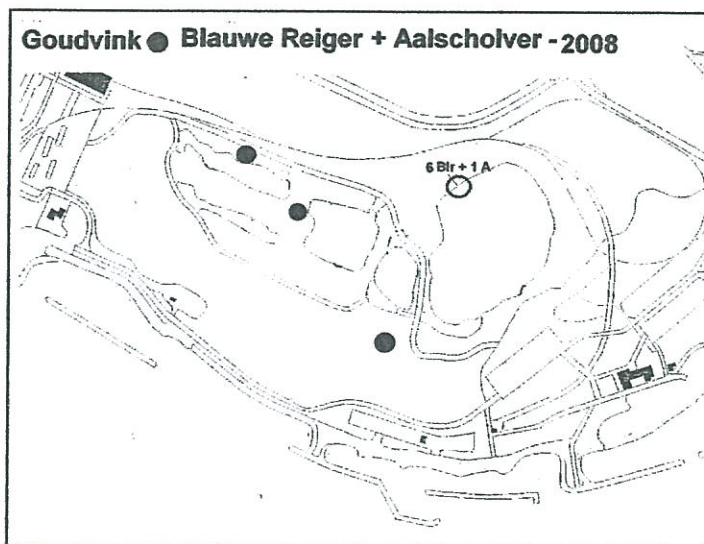 Goudvink ● Blauwe Reiger + Aalscholver - 2008
6 Blr + 1 A